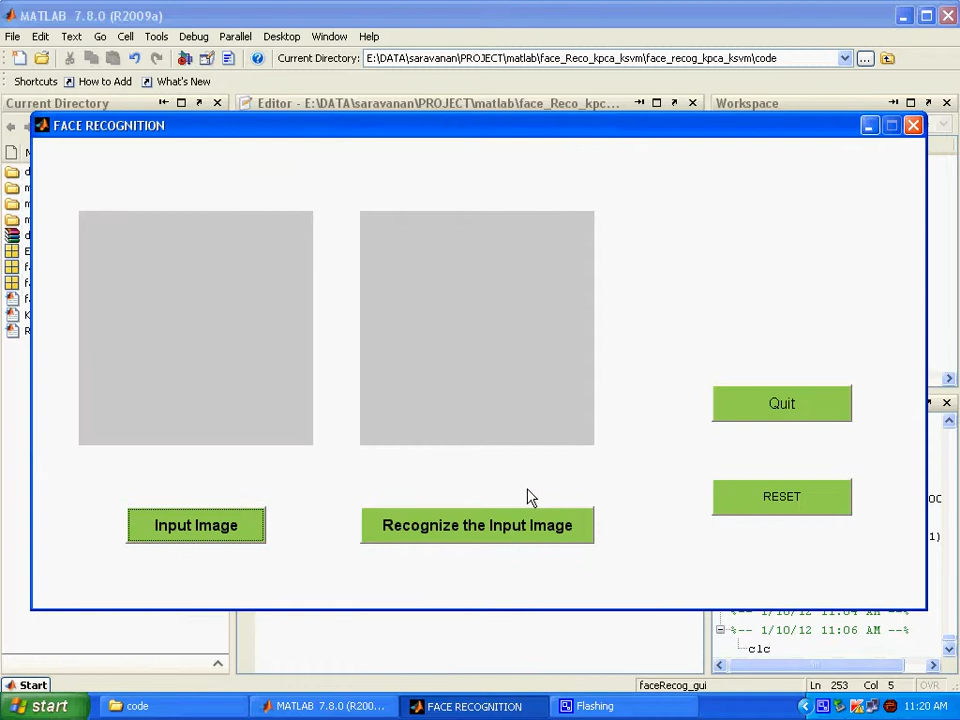 MATLAB 7.8.0 (R2009a)
File Edit Text Go Cell Tools Debug Parallel Desktop Window Help
Current Directory: E:\DATA\saravanan\PROJECT\matlab\face_Reco_kpca_ksvm\face_recog_kpca_ksvm\code
Shortcuts How to Add What's New
Current Directory
Editor - E:\DATA\saravanan\PROJECT\matlab\face_Reco_kpc...
Workspace
FACE RECOGNITION
Quit
RESET
Input Image
Recognize the Input Image
%-- 1/10/12 11:06 AM --%
clc
Start
faceRecog_gui
Ln 253 Col 5 OVR
start
code
MATLAB 7.8.0 (R200...
FACE RECOGNITION
Flashing
11:20 AM